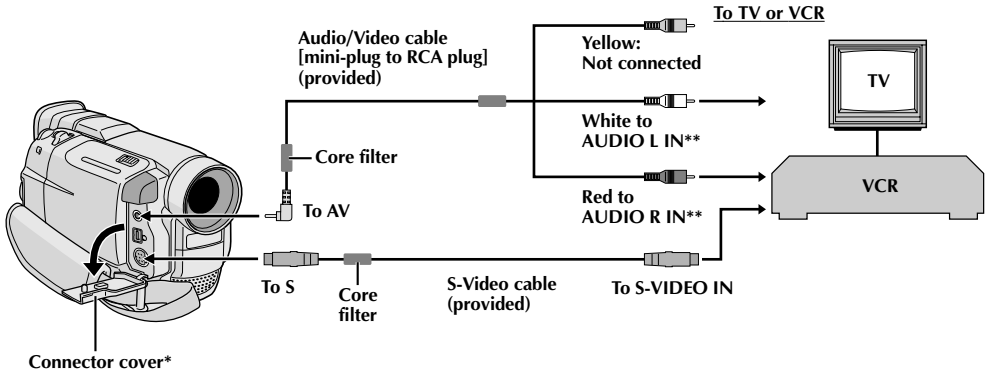 To TV or VCR
Audio/Video cable
[mini-plug to RCA plug]
(provided)
Yellow:
Not connected
TV
Core filter
White to
AUDIO L IN**
VCR
To AV
Red to
AUDIO R IN**
To S
Core
filter
S-Video cable
(provided)
To S-VIDEO IN
Connector cover*